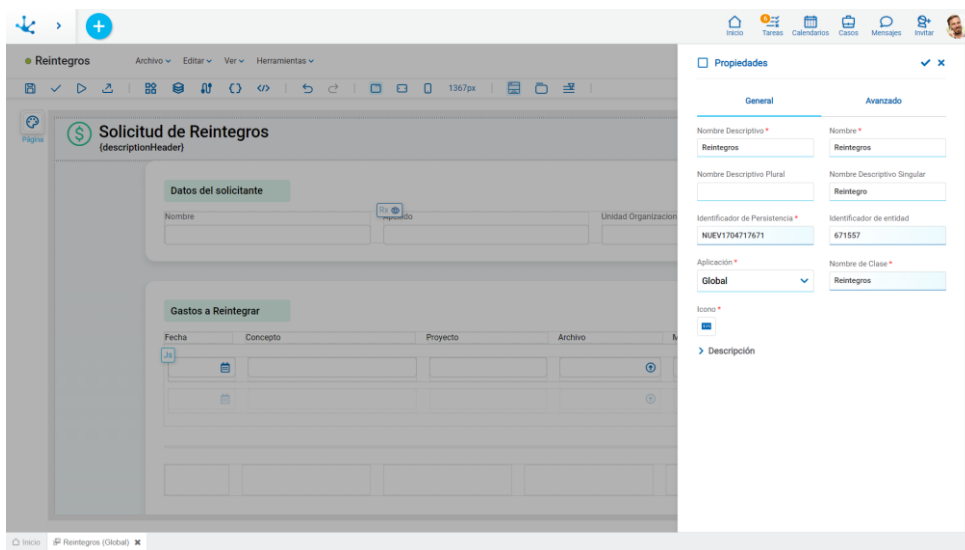 6
Inicio Tareas Calendarios Casos Mensajes Invitar
Reintegros Archivo Editar Ver Herramientas
1367px
Página
Solicitud de Reintegros
{descriptionHeader}
Datos del solicitante
Nombre Apellido Unidad Organizacion
Rx
Gastos a Reintegrar
Fecha Concepto Proyecto Archivo M
Js
Propiedades
General Avanzado
Nombre Descriptivo * Nombre *
Reintegros Reintegros
Nombre Descriptivo Plural Nombre Descriptivo Singular
Reintegro
Identificador de Persistencia * Identificador de entidad
NUEV1704717671 671557
Aplicación * Nombre de Clase *
Global Reintegros
Icono *
Descripción
Inicio Reintegros (Global)